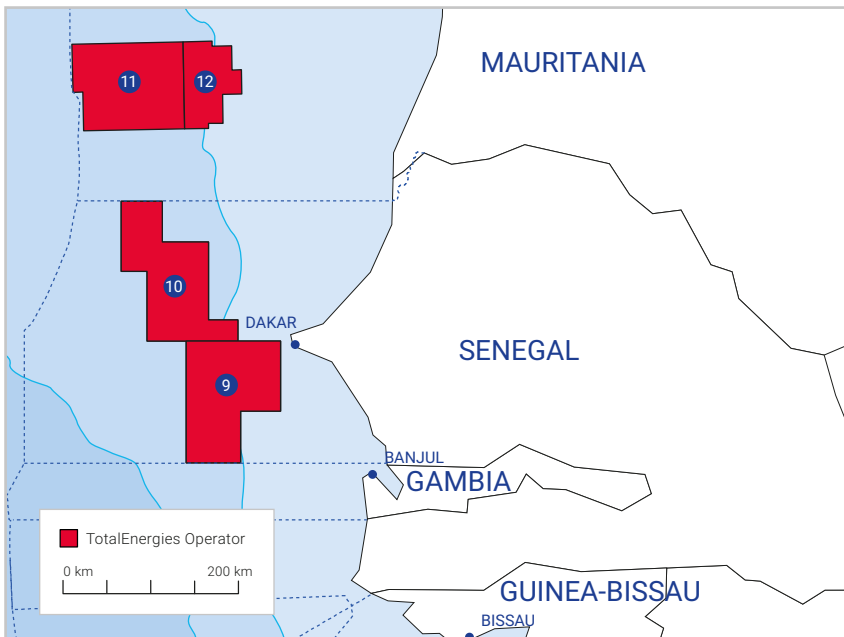 MAURITANIA
11
12
10
DAKAR
SENEGAL
9
BANJUL
GAMBIA
TotalEnergies Operator
0 km 200 km
GUINEA-BISSAU
BISSAU